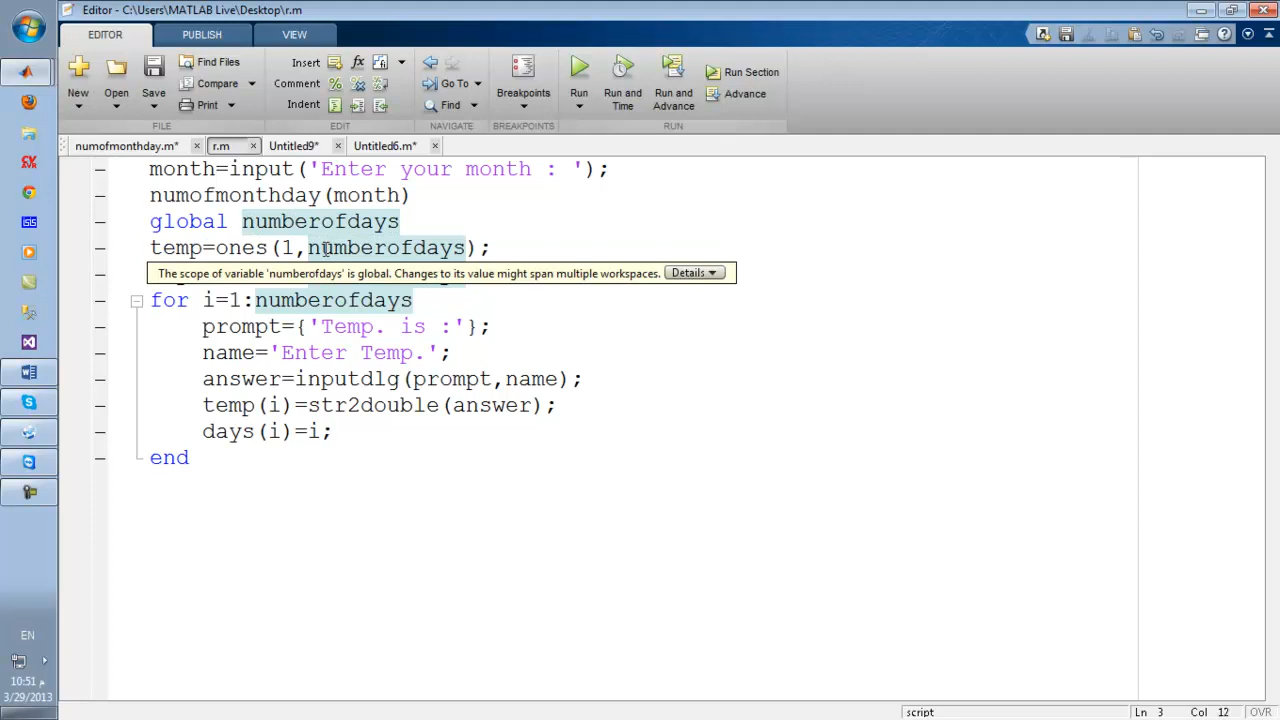 Editor - C:\Users\MATLAB Live\Desktop\r.m
EDITOR PUBLISH VIEW
New Open Save Find Files Compare Print
Insert fx Comment % Indent
Go To Find
Breakpoints Run Run and Time Run and Advance Run Section Advance
FILE EDIT NAVIGATE BREAKPOINTS RUN
numofmonthday.m* r.m Untitled9* Untitled6.m*
month=input('Enter your month : ');
numofmonthday(month)
global numberofdays
temp=ones(1,numberofdays);
The scope of variable 'numberofdays' is global. Changes to its value might span multiple workspaces. Details
for i=1:numberofdays
prompt={'Temp. is :'};
name='Enter Temp.';
answer=inputdlg(prompt,name);
temp(i)=str2double(answer);
days(i)=i;
end
EN
10:51 م
3/29/2013
script Ln 3 Col 12 OVR